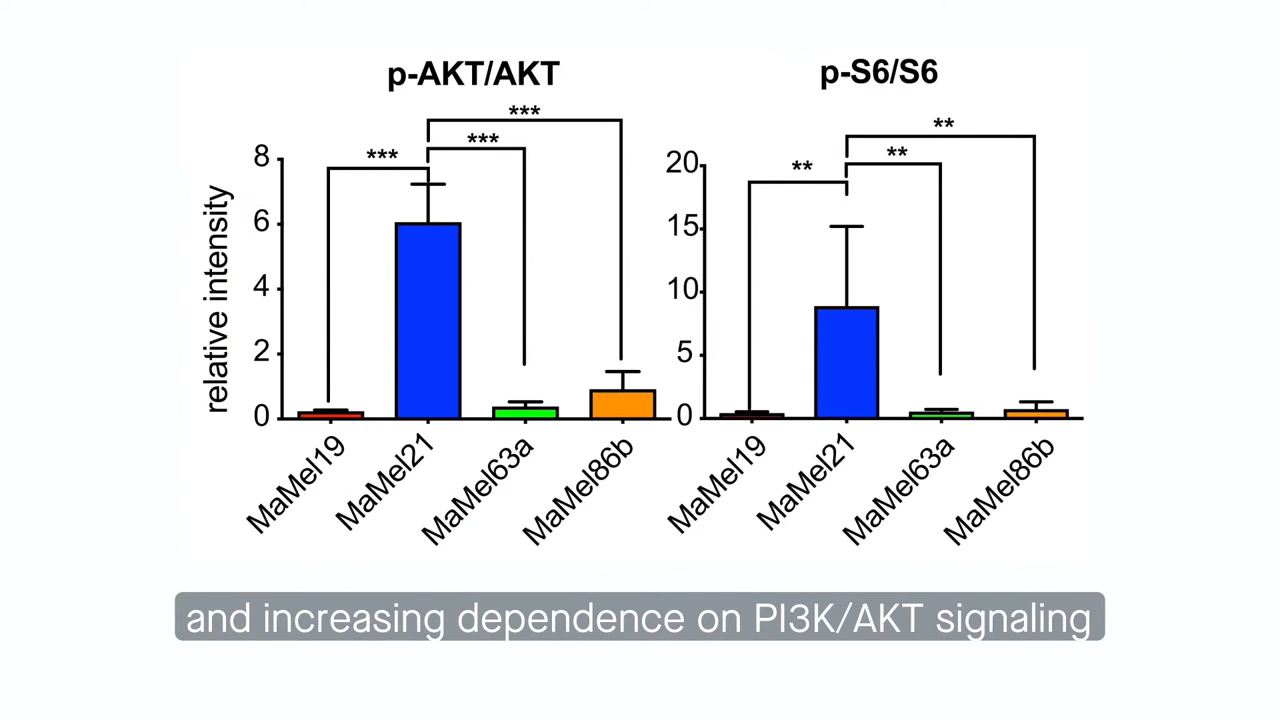 p-AKT/AKT
p-S6/S6
***
***
***
**
**
**
relative intensity
8
6
4
2
0
20
15
10
5
0
MaMel19
MaMel21
MaMel63a
MaMel86b
MaMel19
MaMel21
MaMel63a
MaMel86b
and increasing dependence on PI3K/AKT signaling